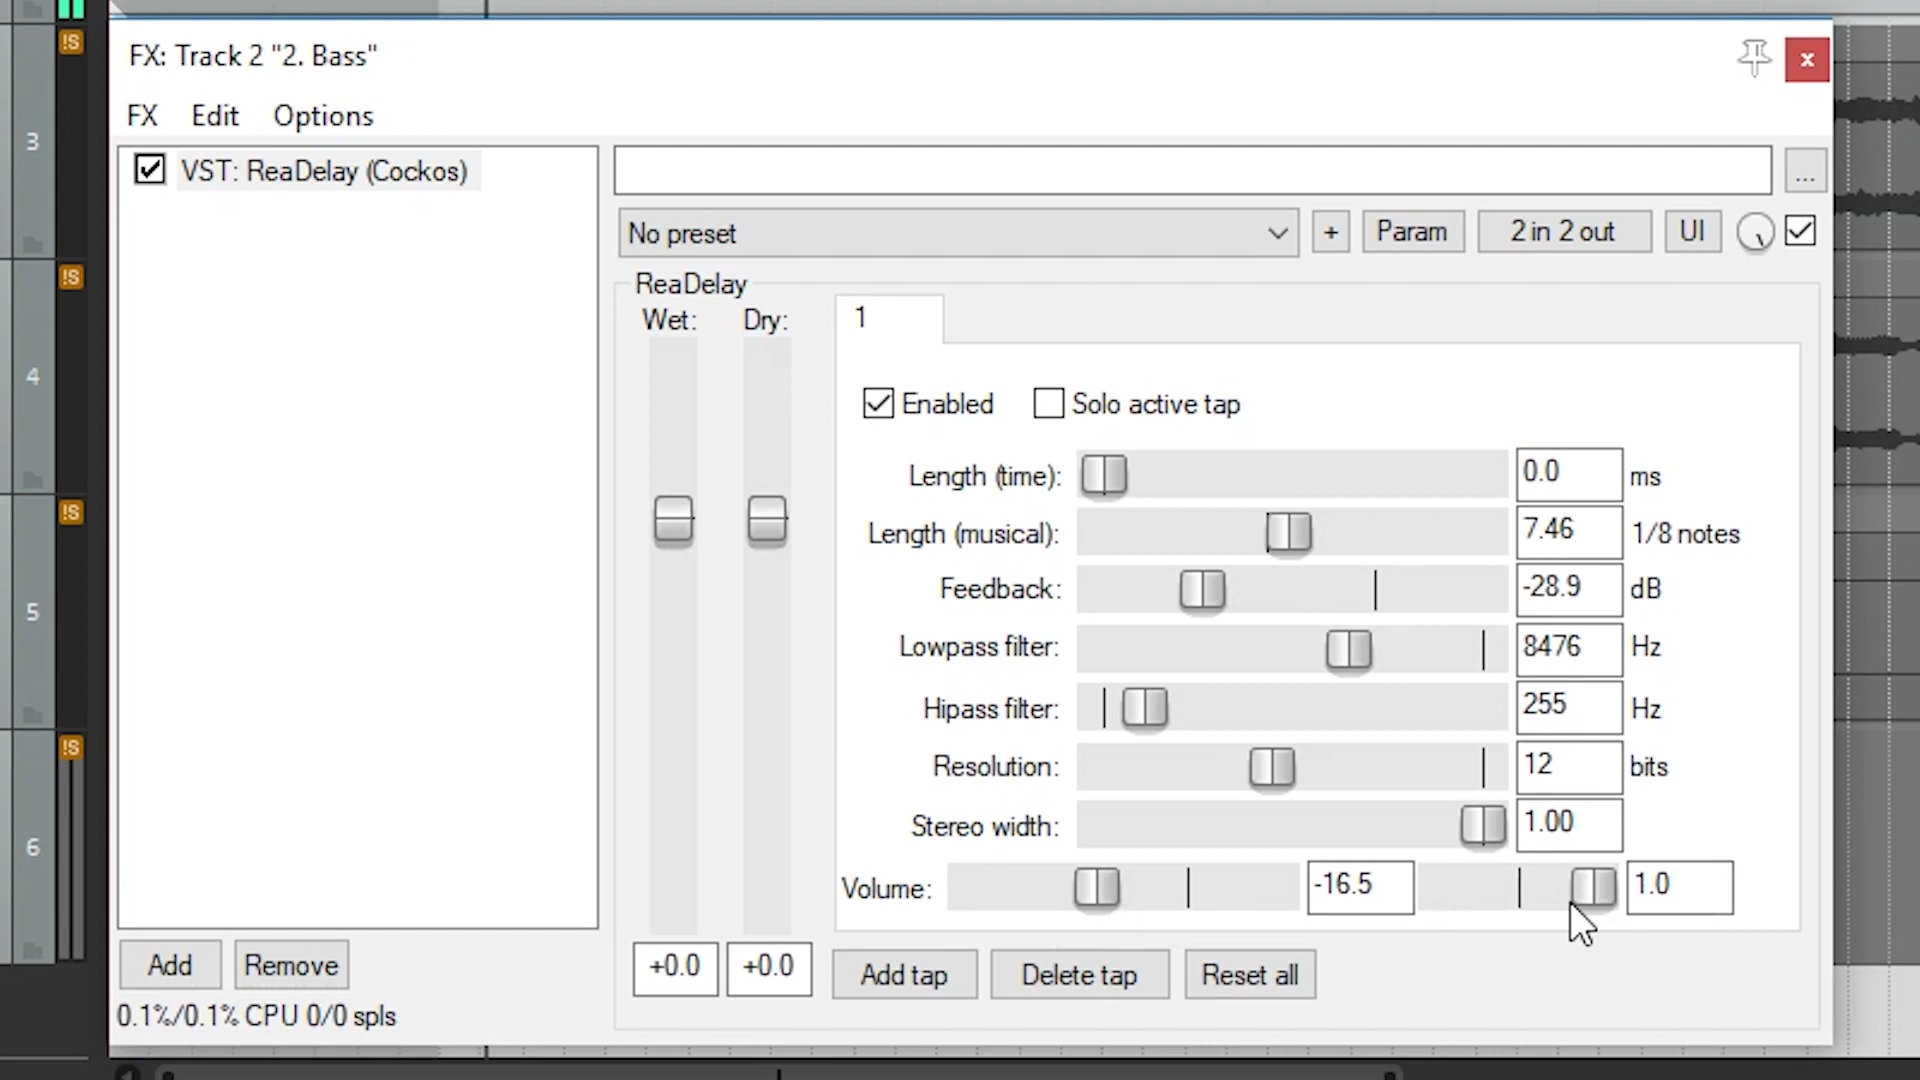 FX: Track 2 "2. Bass"
x
FX Edit Options
VST: ReaDelay (Cockos)
...
No preset
+
Param
2 in 2 out
UI
ReaDelay
Wet: Dry:
1
Enabled
Solo active tap
Length (time): 0.0 ms
Length (musical): 7.46 1/8 notes
Feedback: -28.9 dB
Lowpass filter: 8476 Hz
Hipass filter: 255 Hz
Resolution: 12 bits
Stereo width: 1.00
Volume: -16.5 1.0
+0.0 +0.0
Add tap
Delete tap
Reset all
Add
Remove
0.1%/0.1% CPU 0/0 spls
!S
3
!S
4
!S
5
!S
6